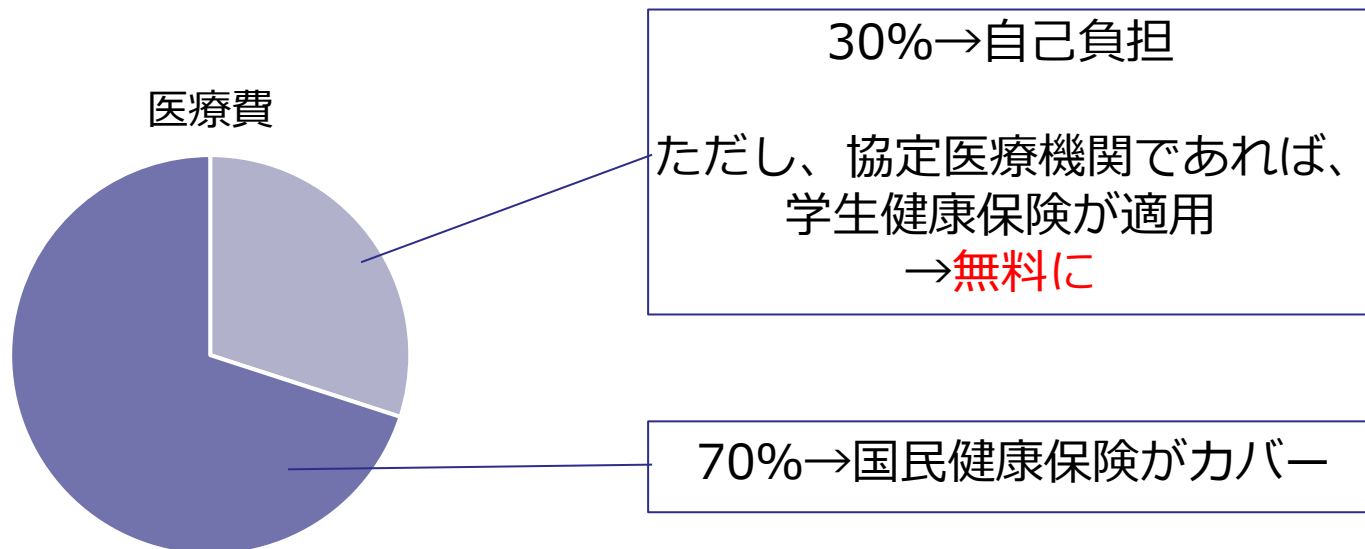 医療費
30%→自己負担
ただし、協定医療機関であれば、
学生健康保険が適用
→無料に
70%→国民健康保険がカバー